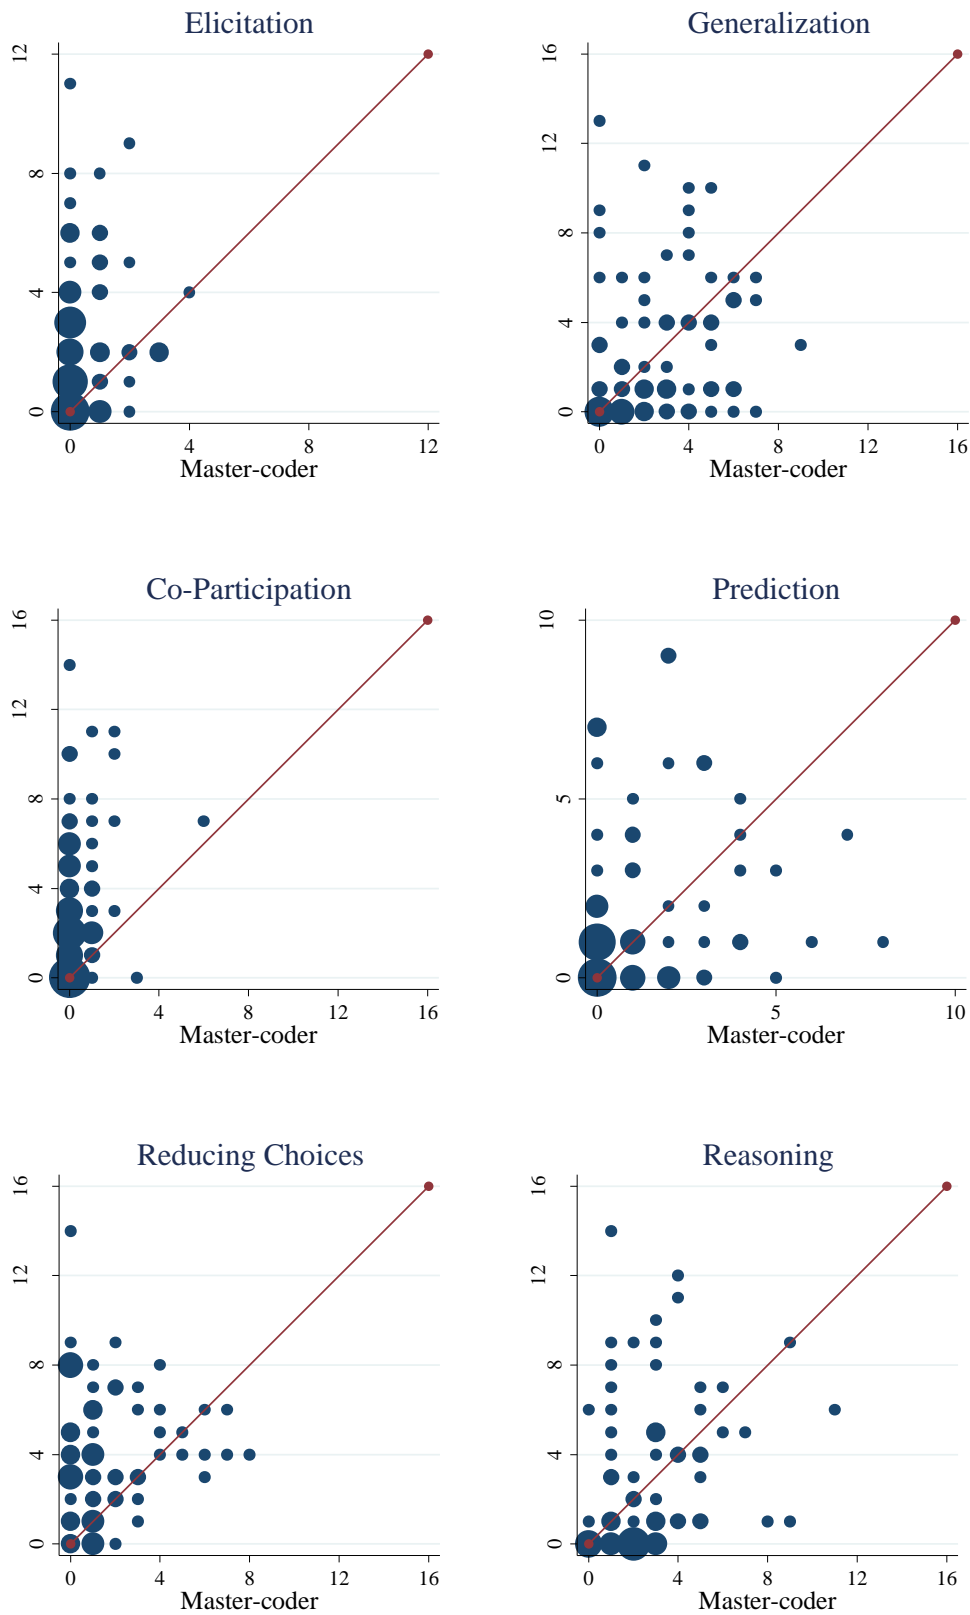 Elicitation
12
8
4
0
0 4 8 12
Master-coder
Generalization
16
12
8
4
0
0 4 8 12 16
Master-coder
Co-Participation
16
12
8
4
0
0 4 8 12 16
Master-coder
Prediction
10
5
0
0 5 10
Master-coder
Reducing Choices
16
12
8
4
0
0 4 8 12 16
Master-coder
Reasoning
16
12
8
4
0
0 4 8 12 16
Master-coder